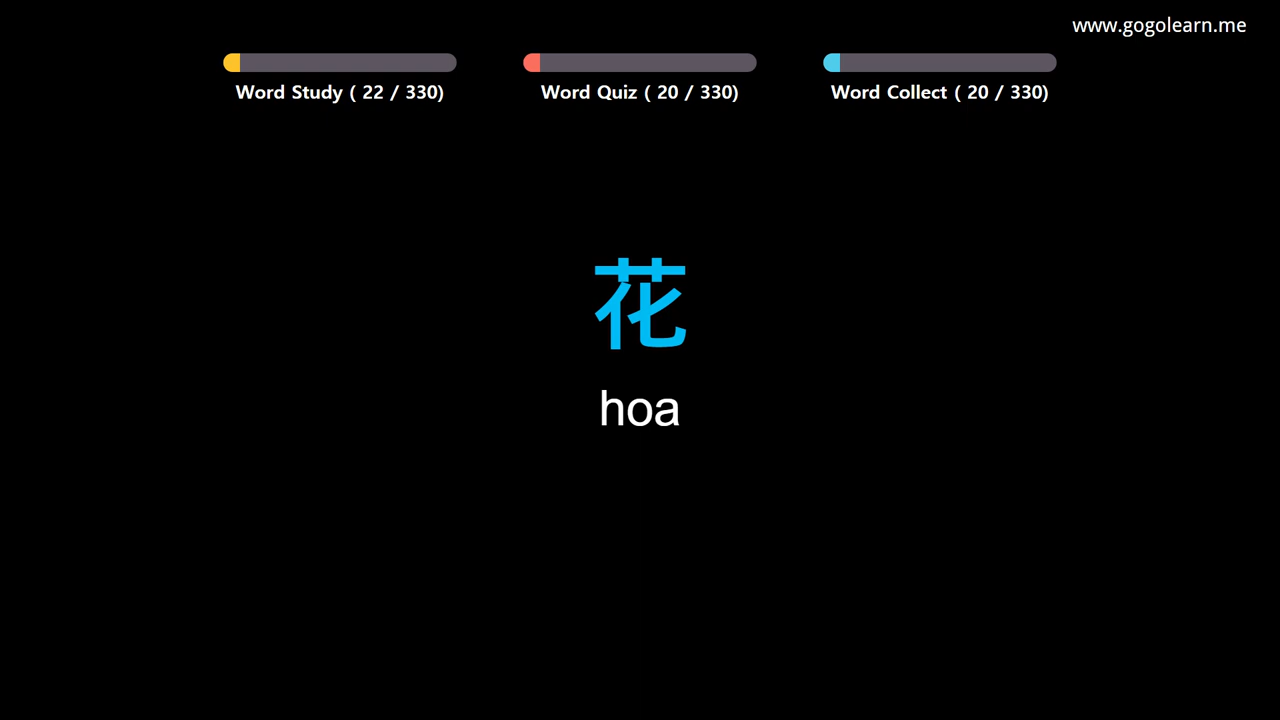 www.gogolearn.me
Word Study ( 22 / 330)
Word Quiz ( 20 / 330)
Word Collect ( 20 / 330)
花
hoa